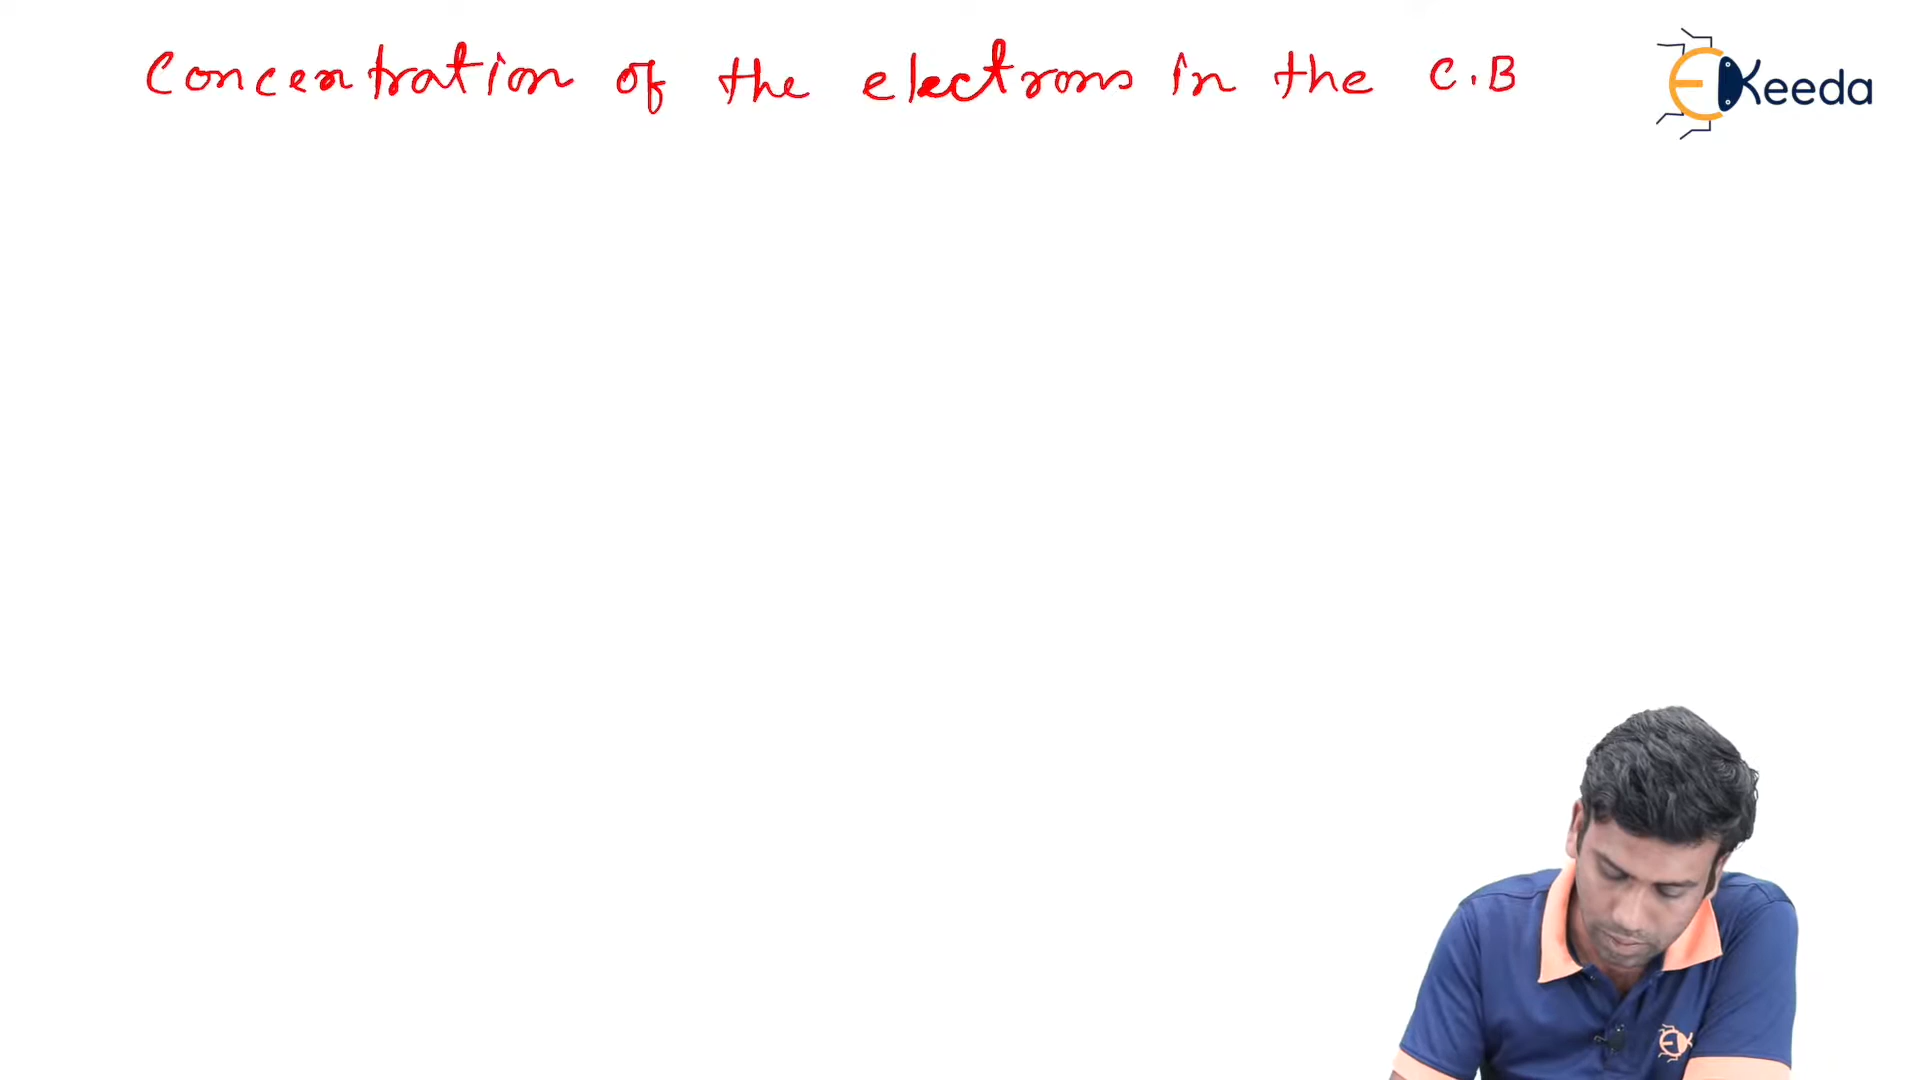 Concentration of the electrons in the C.B
EKeeda